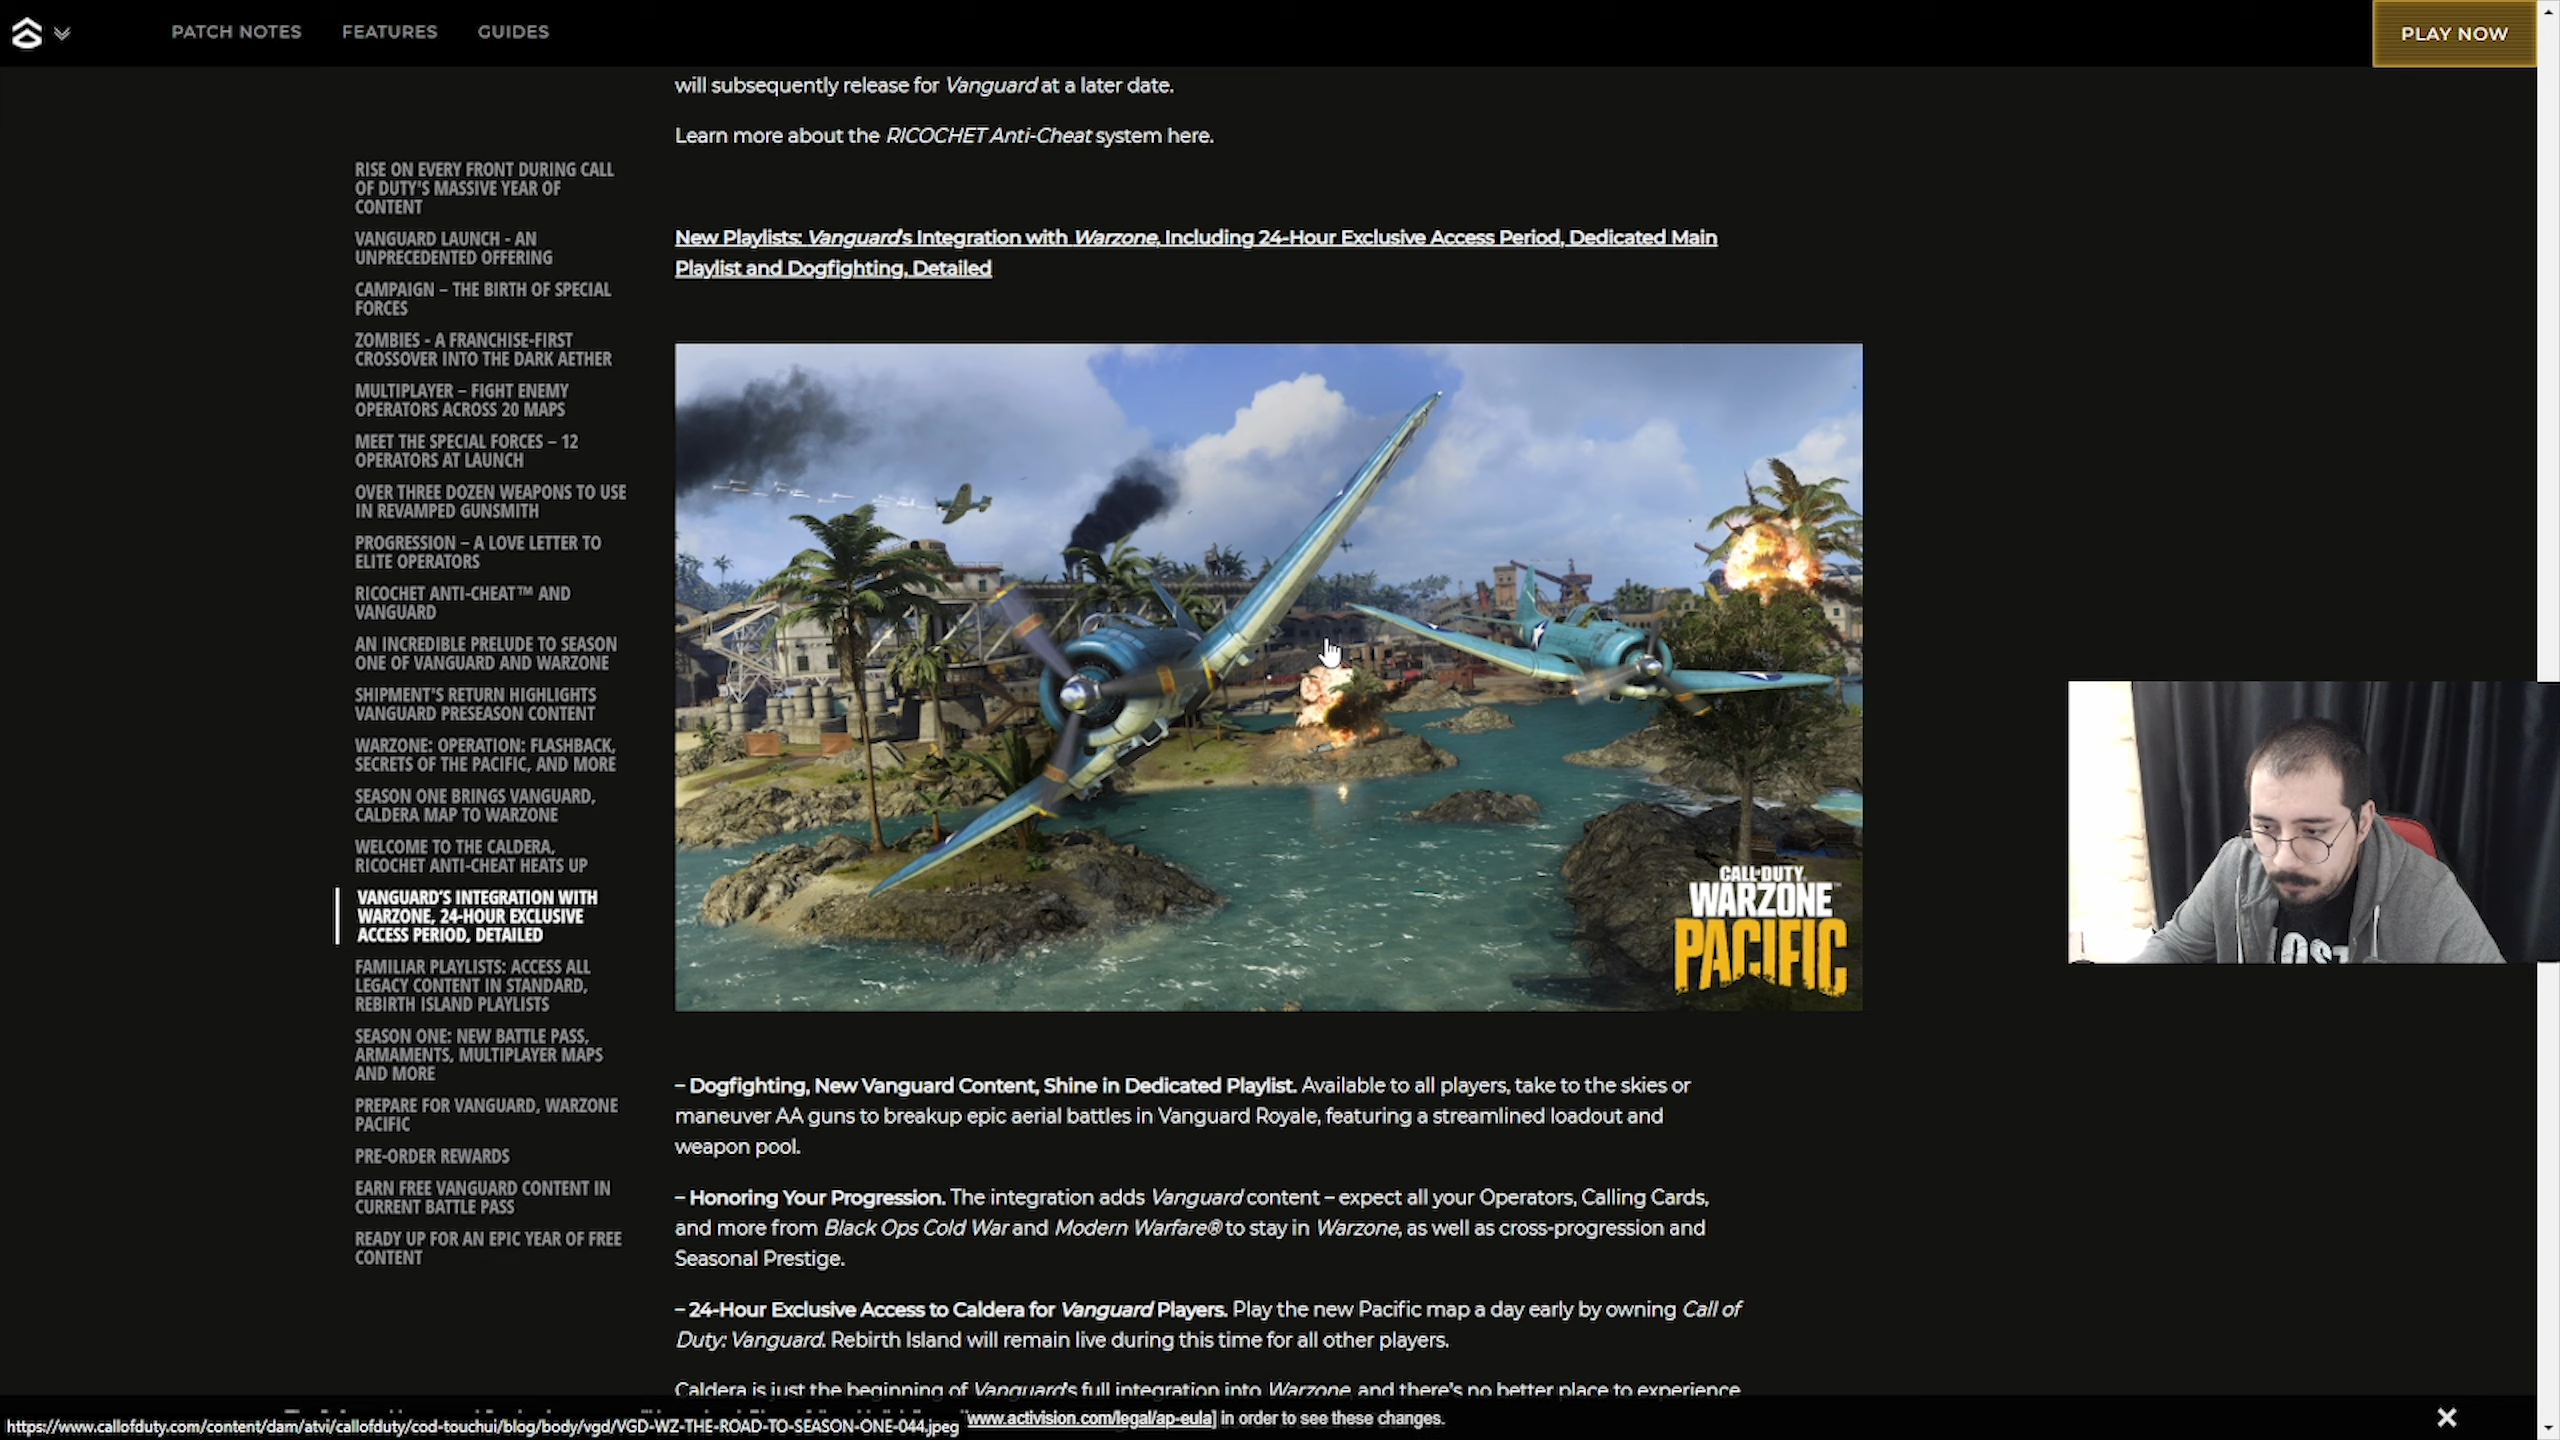 PATCH NOTES
FEATURES
GUIDES
PLAY NOW
RISE ON EVERY FRONT DURING CALL
OF DUTY'S MASSIVE YEAR OF
CONTENT
VANGUARD LAUNCH - AN
UNPRECEDENTED OFFERING
CAMPAIGN – THE BIRTH OF SPECIAL
FORCES
ZOMBIES - A FRANCHISE-FIRST
CROSSOVER INTO THE DARK AETHER
MULTIPLAYER – FIGHT ENEMY
OPERATORS ACROSS 20 MAPS
MEET THE SPECIAL FORCES – 12
OPERATORS AT LAUNCH
OVER THREE DOZEN WEAPONS TO USE
IN REVAMPED GUNSMITH
PROGRESSION – A LOVE LETTER TO
ELITE OPERATORS
RICOCHET ANTI-CHEAT™ AND
VANGUARD
AN INCREDIBLE PRELUDE TO SEASON
ONE OF VANGUARD AND WARZONE
SHIPMENT'S RETURN HIGHLIGHTS
VANGUARD PRESEASON CONTENT
WARZONE: OPERATION: FLASHBACK,
SECRETS OF THE PACIFIC, AND MORE
SEASON ONE BRINGS VANGUARD,
CALDERA MAP TO WARZONE
WELCOME TO THE CALDERA,
RICOCHET ANTI-CHEAT HEATS UP
VANGUARD'S INTEGRATION WITH
WARZONE, 24-HOUR EXCLUSIVE
ACCESS PERIOD, DETAILED
FAMILIAR PLAYLISTS: ACCESS ALL
LEGACY CONTENT IN STANDARD,
REBIRTH ISLAND PLAYLISTS
SEASON ONE: NEW BATTLE PASS,
ARMAMENTS, MULTIPLAYER MAPS
AND MORE
PREPARE FOR VANGUARD, WARZONE
PACIFIC
PRE-ORDER REWARDS
EARN FREE VANGUARD CONTENT IN
CURRENT BATTLE PASS
READY UP FOR AN EPIC YEAR OF FREE
CONTENT
will subsequently release for Vanguard at a later date.
Learn more about the RICOCHET Anti-Cheat system here.
New Playlists: Vanguard's Integration with Warzone, Including 24-Hour Exclusive Access Period, Dedicated Main
Playlist and Dogfighting, Detailed
CALL OF DUTY
WARZONE
PACIFIC
– Dogfighting, New Vanguard Content, Shine in Dedicated Playlist. Available to all players, take to the skies or
maneuver AA guns to breakup epic aerial battles in Vanguard Royale, featuring a streamlined loadout and
weapon pool.
– Honoring Your Progression. The integration adds Vanguard content – expect all your Operators, Calling Cards,
and more from Black Ops Cold War and Modern Warfare® to stay in Warzone, as well as cross-progression and
Seasonal Prestige.
– 24-Hour Exclusive Access to Caldera for Vanguard Players. Play the new Pacific map a day early by owning Call of
Duty: Vanguard. Rebirth Island will remain live during this time for all other players.
Caldera is just the beginning of Vanguard's full integration into Warzone, and there's no better place to experience
https://www.callofduty.com/content/dam/atvi/callofduty/cod-touchui/blog/body/vgd/VGD-WZ-THE-ROAD-TO-SEASON-ONE-044.jpeg
www.activision.com/legal/ap-eula] in order to see these changes.